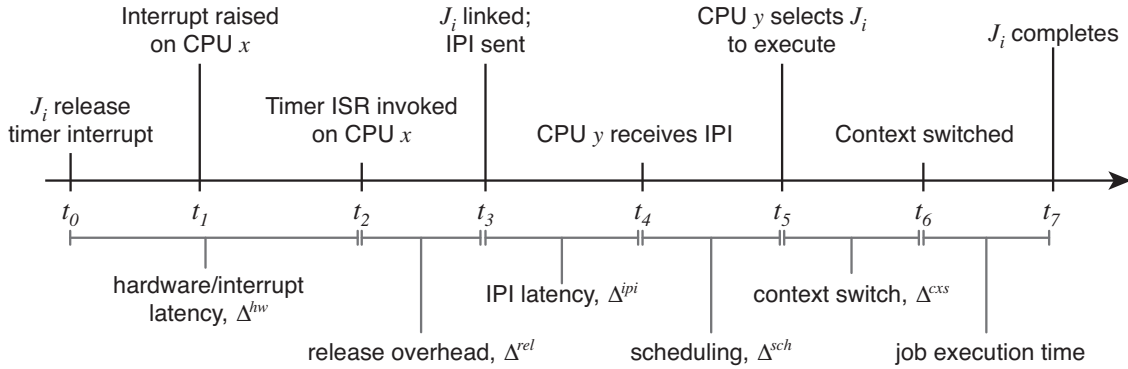 Interrupt raised
on CPU x
J_i linked;
IPI sent
CPU y selects J_i
to execute
J_i completes
J_i release
timer interrupt
Timer ISR invoked
on CPU x
CPU y receives IPI
Context switched
t_0
t_1
t_2
t_3
t_4
t_5
t_6
t_7
hardware/interrupt
latency, Δ^hw
IPI latency, Δ^ipi
context switch, Δ^cxs
release overhead, Δ^rel
scheduling, Δ^sch
job execution time